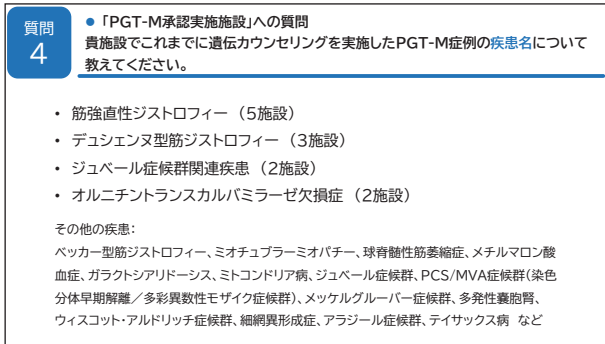 質問
4
● 「PGT-M承認実施施設」への質問
貴施設でこれまでに遺伝カウンセリングを実施したPGT-M症例の疾患名について
教えてください。
• 筋強直性ジストロフィー （5施設）
• デュシェンヌ型筋ジストロフィー （3施設）
• ジュベール症候群関連疾患 （2施設）
• オルニチントランスカルバミラーゼ欠損症 （2施設）
その他の疾患：
ベッカー型筋ジストロフィー、ミオチュブラーミオパチー、球脊髄性筋萎縮症、メチルマロン酸
血症、ガラクトシアリドーシス、ミトコンドリア病、ジュベール症候群、PCS/MVA症候群（染色
分体早期解離／多彩異数性モザイク症候群）、メッケルグルーバー症候群、多発性嚢胞腎、
ウィスコット・アルドリッチ症候群、細網異形成症、アラジール症候群、テイサックス病 など